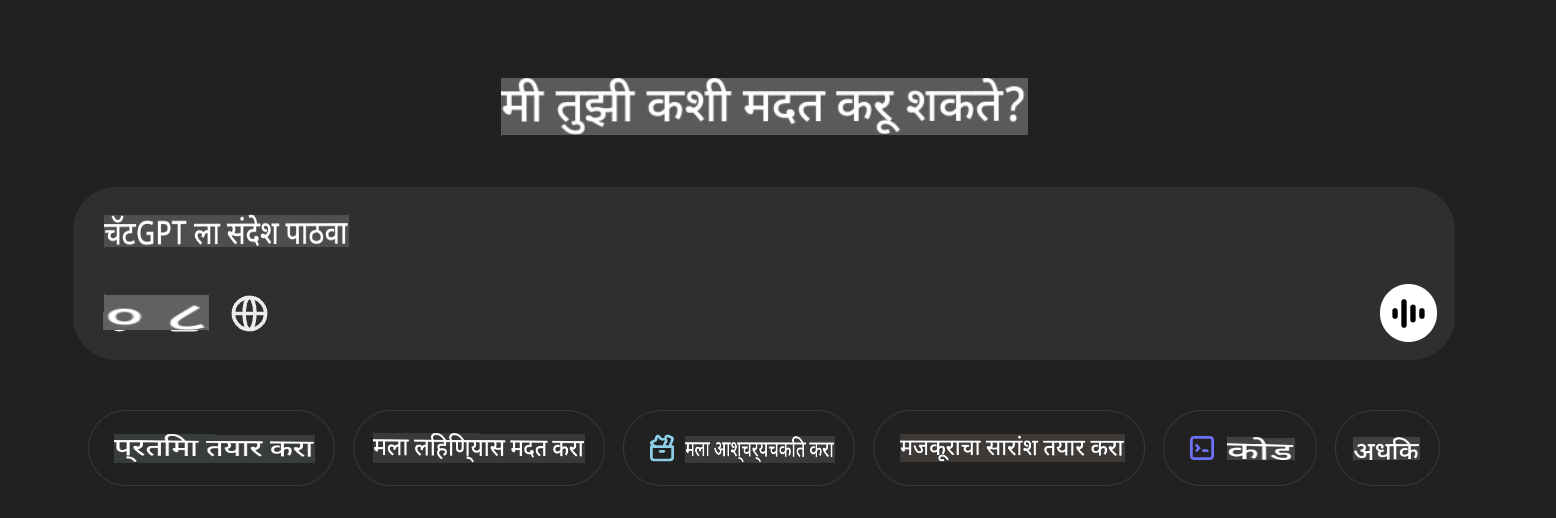 मी तुझी कशी मदत करू शकते?
चॅटGPT ला संदेश पाठवा
प्रतिमा तयार करा
मला लिहिण्यास मदत करा
मला आश्चर्यचकित करा
मजकूराचा सारांश तयार करा
कोड
अधिक